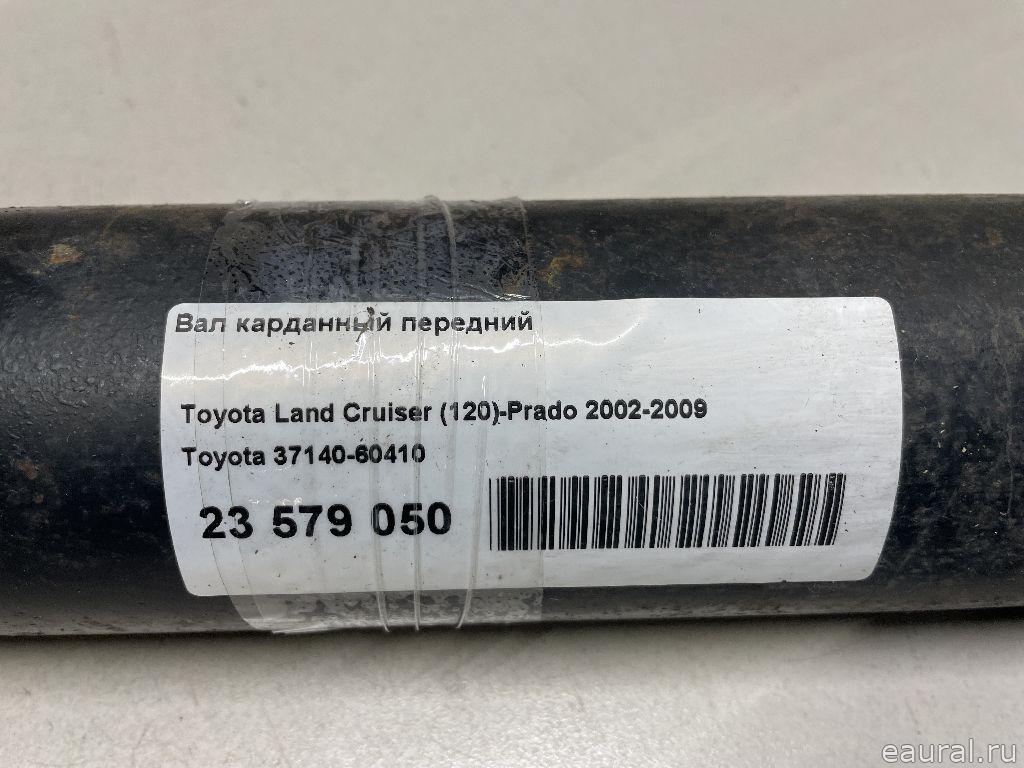 Вал карданный передний
Toyota Land Cruiser (120)-Prado 2002-2009
Toyota 37140-60410
23 579 050
eaural.ru